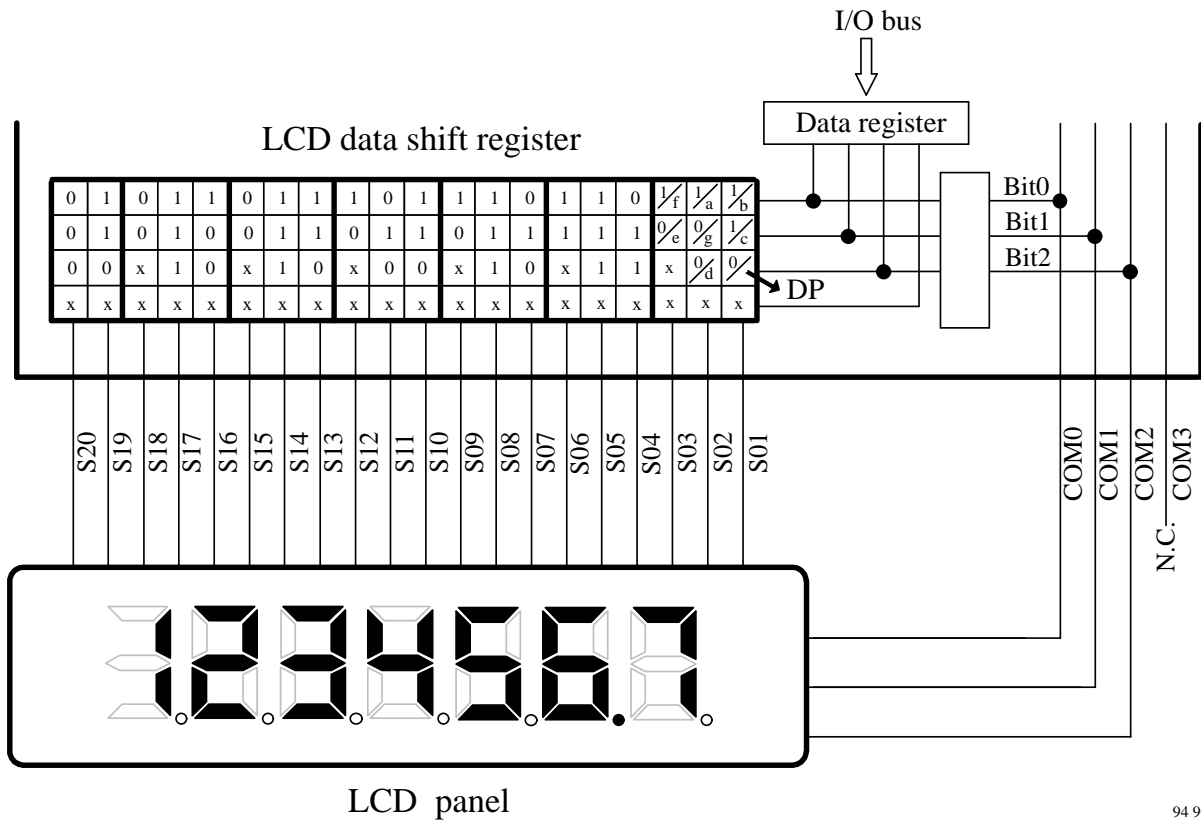 I/O bus
Data register
LCD data shift register
0 1 0 1 1 0 1 1 1 0 1 1 1 0 1 1 0 1/f 1/a 1/b
0 1 0 1 0 0 1 1 0 1 1 0 1 1 1 1 1 0/e 0/g 1/c
0 0 x 1 0 x 1 0 x 0 0 x 1 0 x 1 1 x 0/d 0/
x x x x x x x x x x x x x x x x x x x x
Bit0
Bit1
Bit2
DP
S20 S19 S18 S17 S16 S15 S14 S13 S12 S11 S10 S09 S08 S07 S06 S05 S04 S03 S02 S01
COM0 COM1 COM2 COM3
N.C.
123456.7
LCD panel
94 9